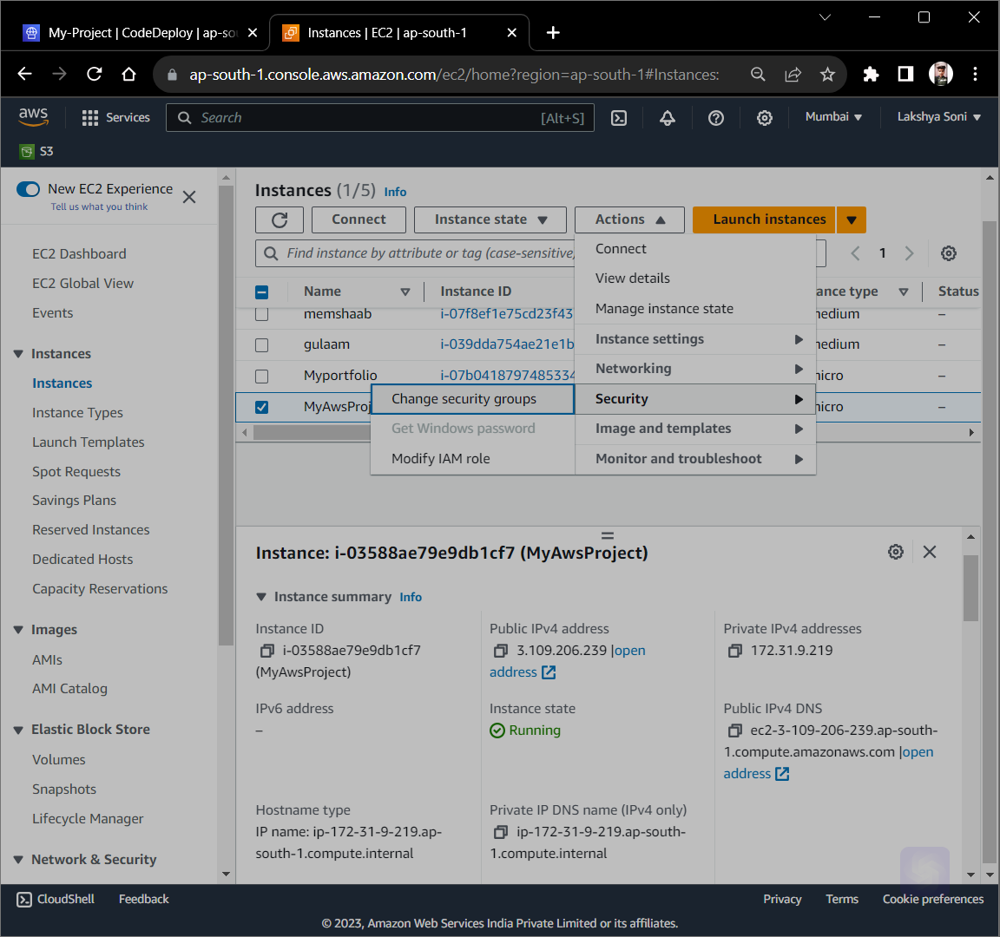 My-Project | CodeDeploy | ap-so
Instances | EC2 | ap-south-1
ap-south-1.console.aws.amazon.com/ec2/home?region=ap-south-1#Instances:
aws
Services
Search
[Alt+S]
Mumbai
Lakshya Soni
S3
New EC2 Experience
Tell us what you think
EC2 Dashboard
EC2 Global View
Events
Instances
Instances
Instance Types
Launch Templates
Spot Requests
Savings Plans
Reserved Instances
Dedicated Hosts
Capacity Reservations
Images
AMIs
AMI Catalog
Elastic Block Store
Volumes
Snapshots
Lifecycle Manager
Network & Security
Instances (1/5) Info
Connect
Instance state
Actions
Launch instances
Find instance by attribute or tag (case-sensitive)
1
Name
Instance ID
ance type
Status
memshaab
i-07f8ef1e75cd23f43
medium
–
gulaam
i-039dda754ae21e1b
medium
–
Myportfolio
i-07b0418797485334
micro
–
MyAwsProj
micro
–
Connect
View details
Manage instance state
Instance settings
Networking
Security
Image and templates
Monitor and troubleshoot
Change security groups
Get Windows password
Modify IAM role
Instance: i-03588ae79e9db1cf7 (MyAwsProject)
Instance summary Info
Instance ID
i-03588ae79e9db1cf7
(MyAwsProject)
Public IPv4 address
3.109.206.239 |open
address
Private IPv4 addresses
172.31.9.219
IPv6 address
–
Instance state
Running
Public IPv4 DNS
ec2-3-109-206-239.ap-south-
1.compute.amazonaws.com |open
address
Hostname type
IP name: ip-172-31-9-219.ap-
south-1.compute.internal
Private IP DNS name (IPv4 only)
ip-172-31-9-219.ap-south-
1.compute.internal
CloudShell
Feedback
Privacy
Terms
Cookie preferences
© 2023, Amazon Web Services India Private Limited or its affiliates.